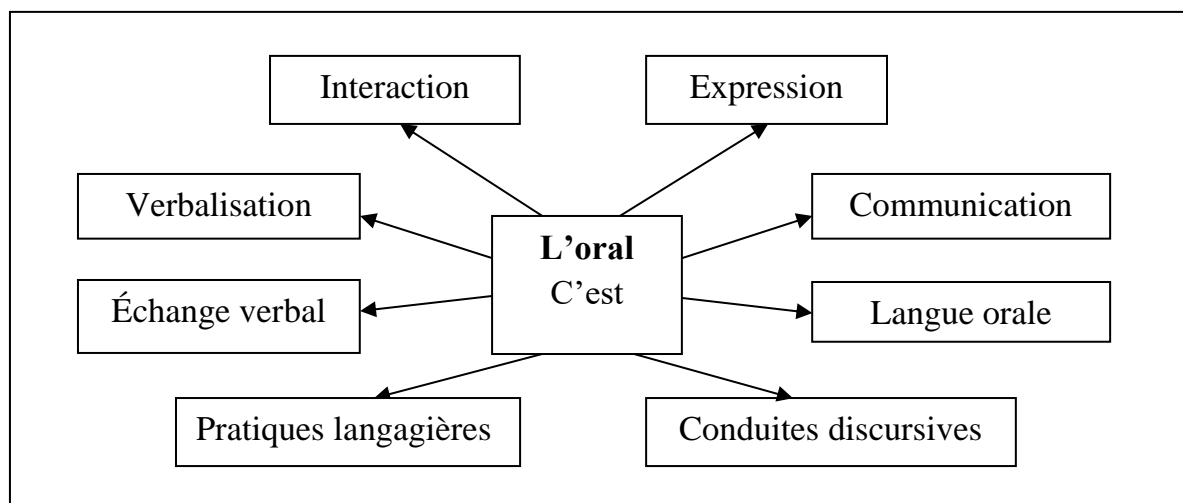 Interaction
Expression
Verbalisation
Communication
L’oral
C’est
Échange verbal
Langue orale
Pratiques langagières
Conduites discursives